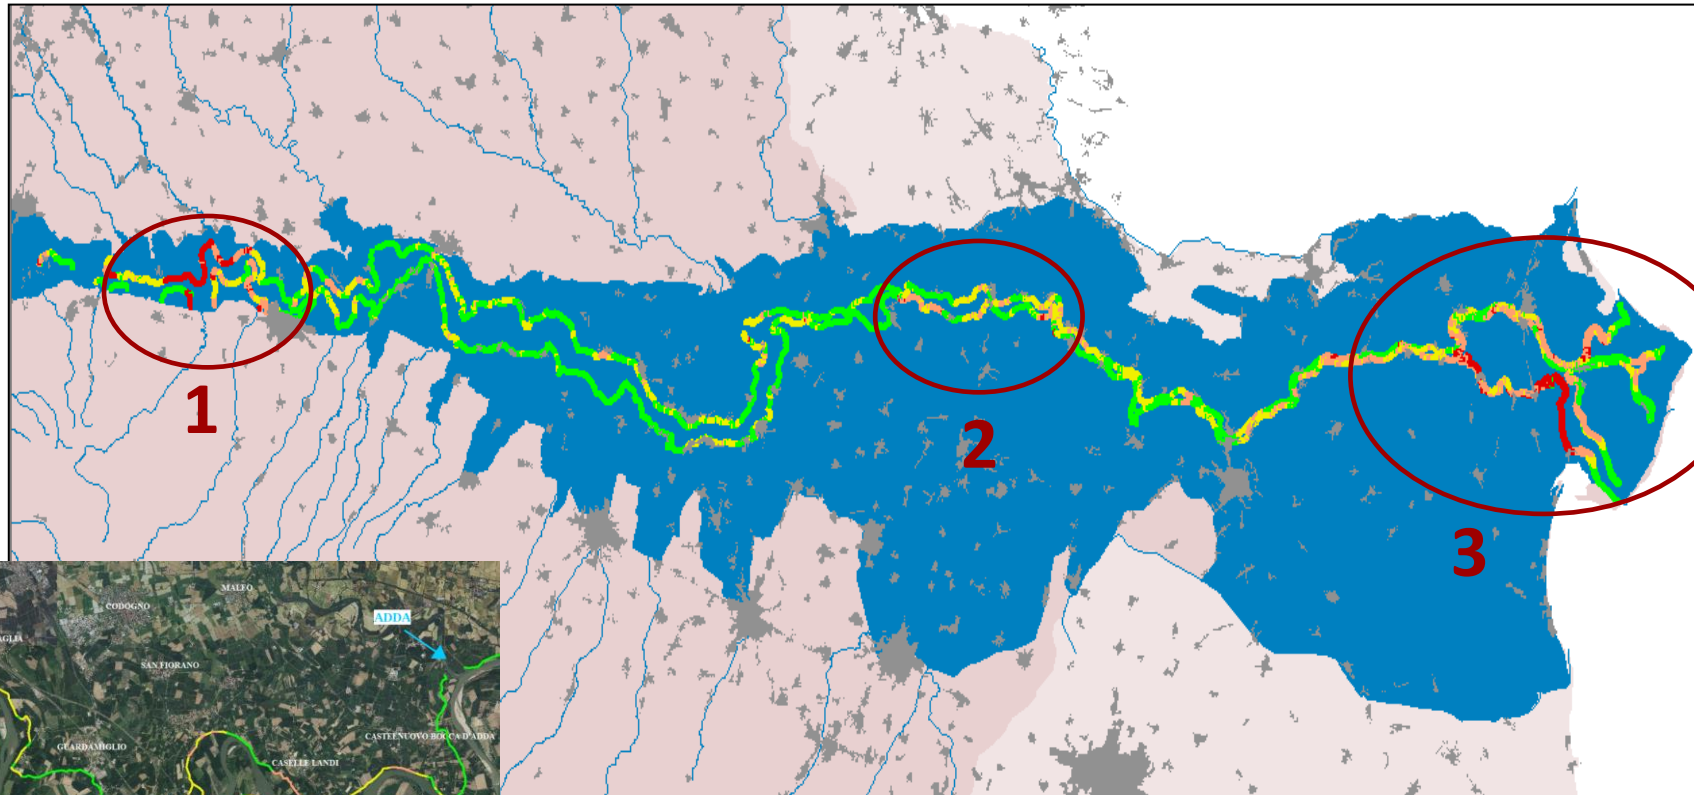 1
2
3
MALEO
CODOGNO
ADDA
SAN FIORANO
GUARDAMIGLIO
CASTELNUOVO BOCCA D'ADDA
CASELLE LANDI